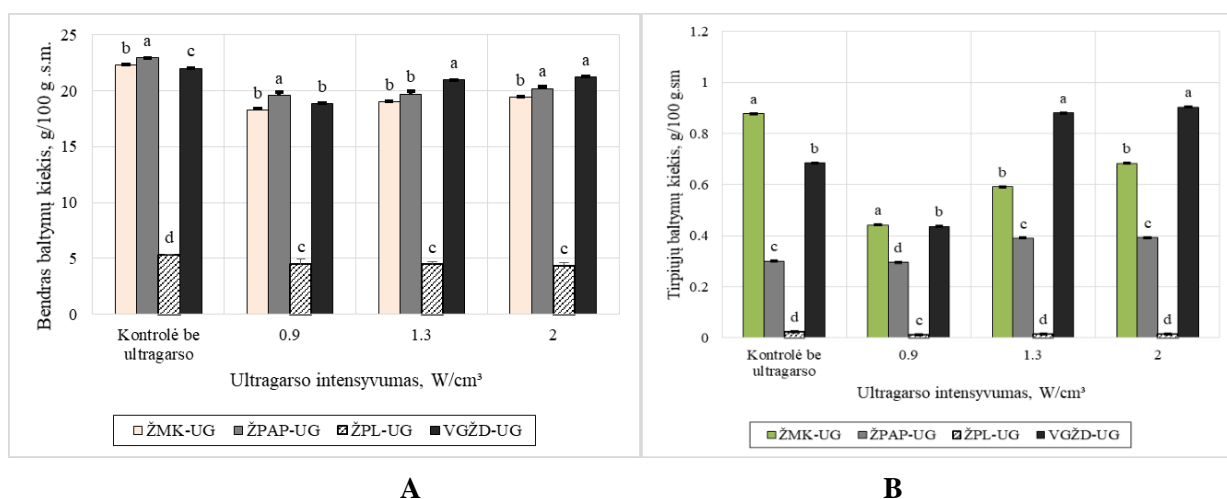 Bendras baltymų kiekis, g/100 g .s.m.
25
20
15
10
5
0
b a c
d
b a b
c
b b a
c
b a a
c
Kontrolė be
ultragarso
0.9
1.3
2
Ultragarso intensyvumas, W/cm³
ŽMK-UG ŽPAP-UG ŽPL-UG VGŽD-UG
A
Tirpiųjų baltymų kiekis, g/100 g.sm
1.2
1
0.8
0.6
0.4
0.2
0
a
c
d
b
a
d
c
b
b
c
d
a
b
c
d
a
Kontrolė be
ultragarso
0.9
1.3
2
Ultragarso intensyvumas, W/cm³
ŽMK-UG ŽPAP-UG ŽPL-UG VGŽD-UG
B